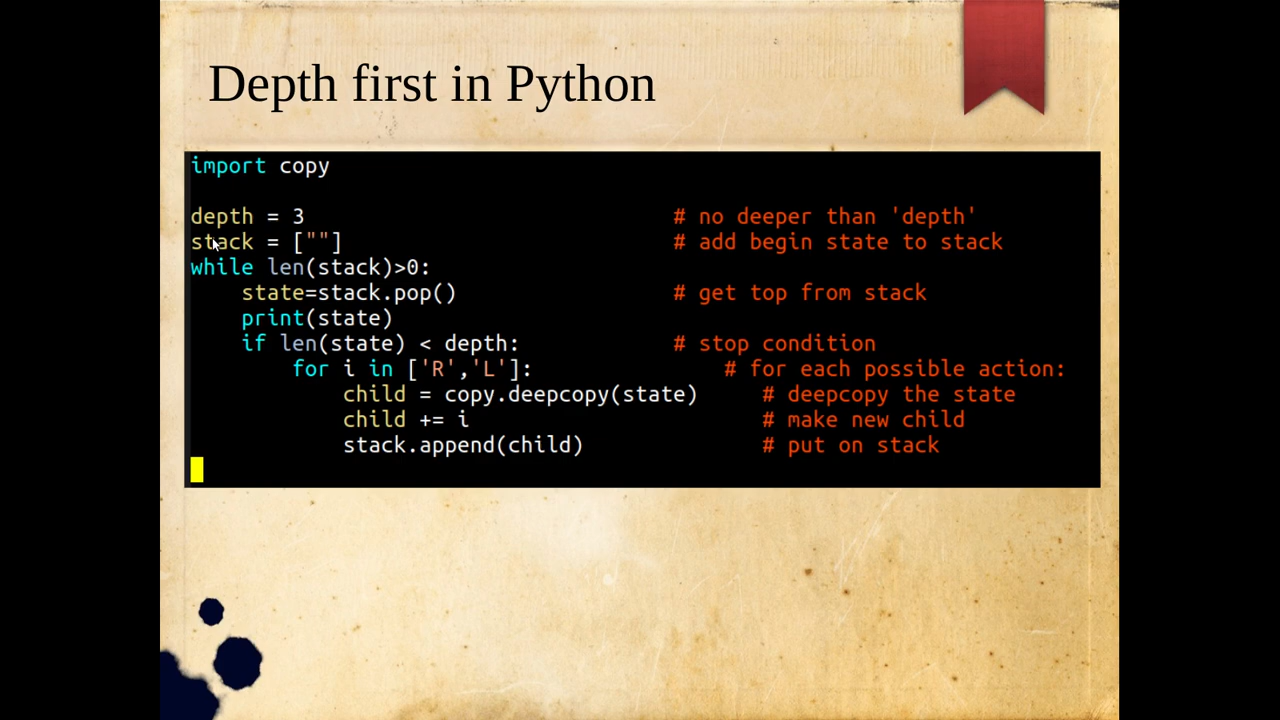 Depth first in Python
import copy
depth = 3                             # no deeper than 'depth'
stack = [""]                          # add begin state to stack
while len(stack)>0:
    state=stack.pop()                 # get top from stack
    print(state)
    if len(state) < depth:            # stop condition
        for i in ['R','L']:               # for each possible action:
            child = copy.deepcopy(state)     # deepcopy the state
            child += i                       # make new child
            stack.append(child)              # put on stack